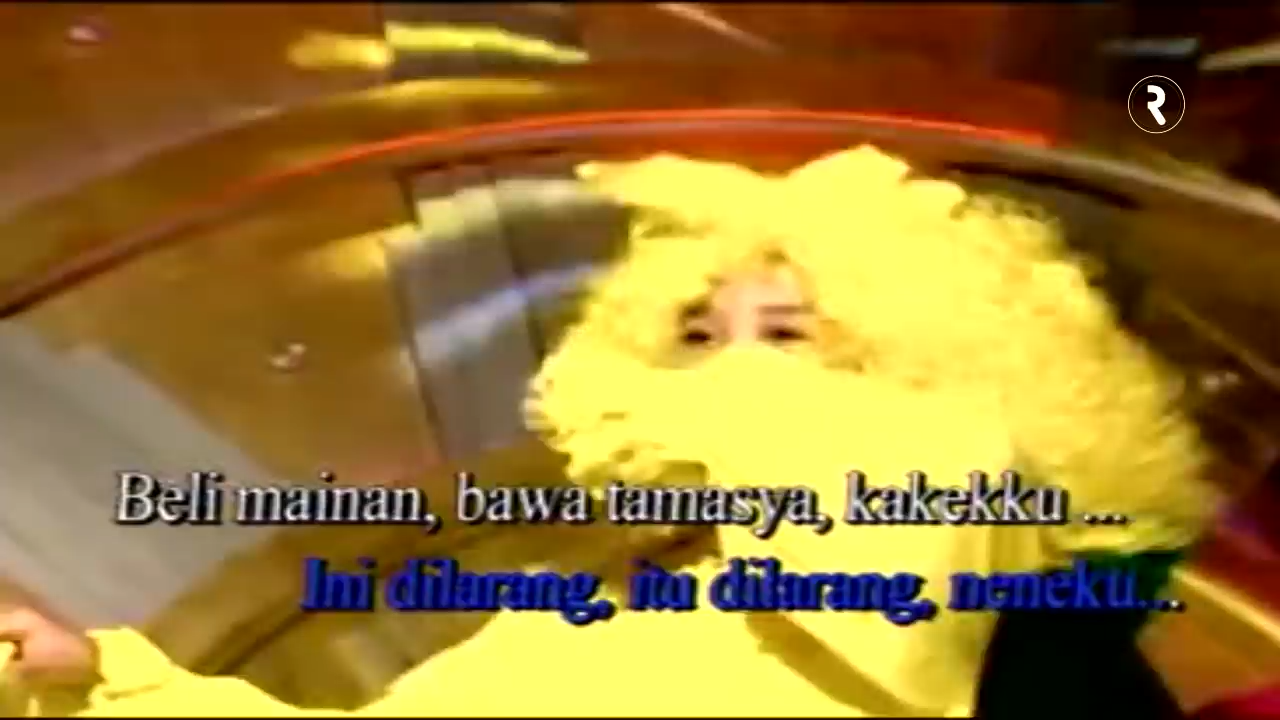 R
Beli mainan, bawa tamasya, kakekku ...
Ini dilarang, itu dilarang, neneku...